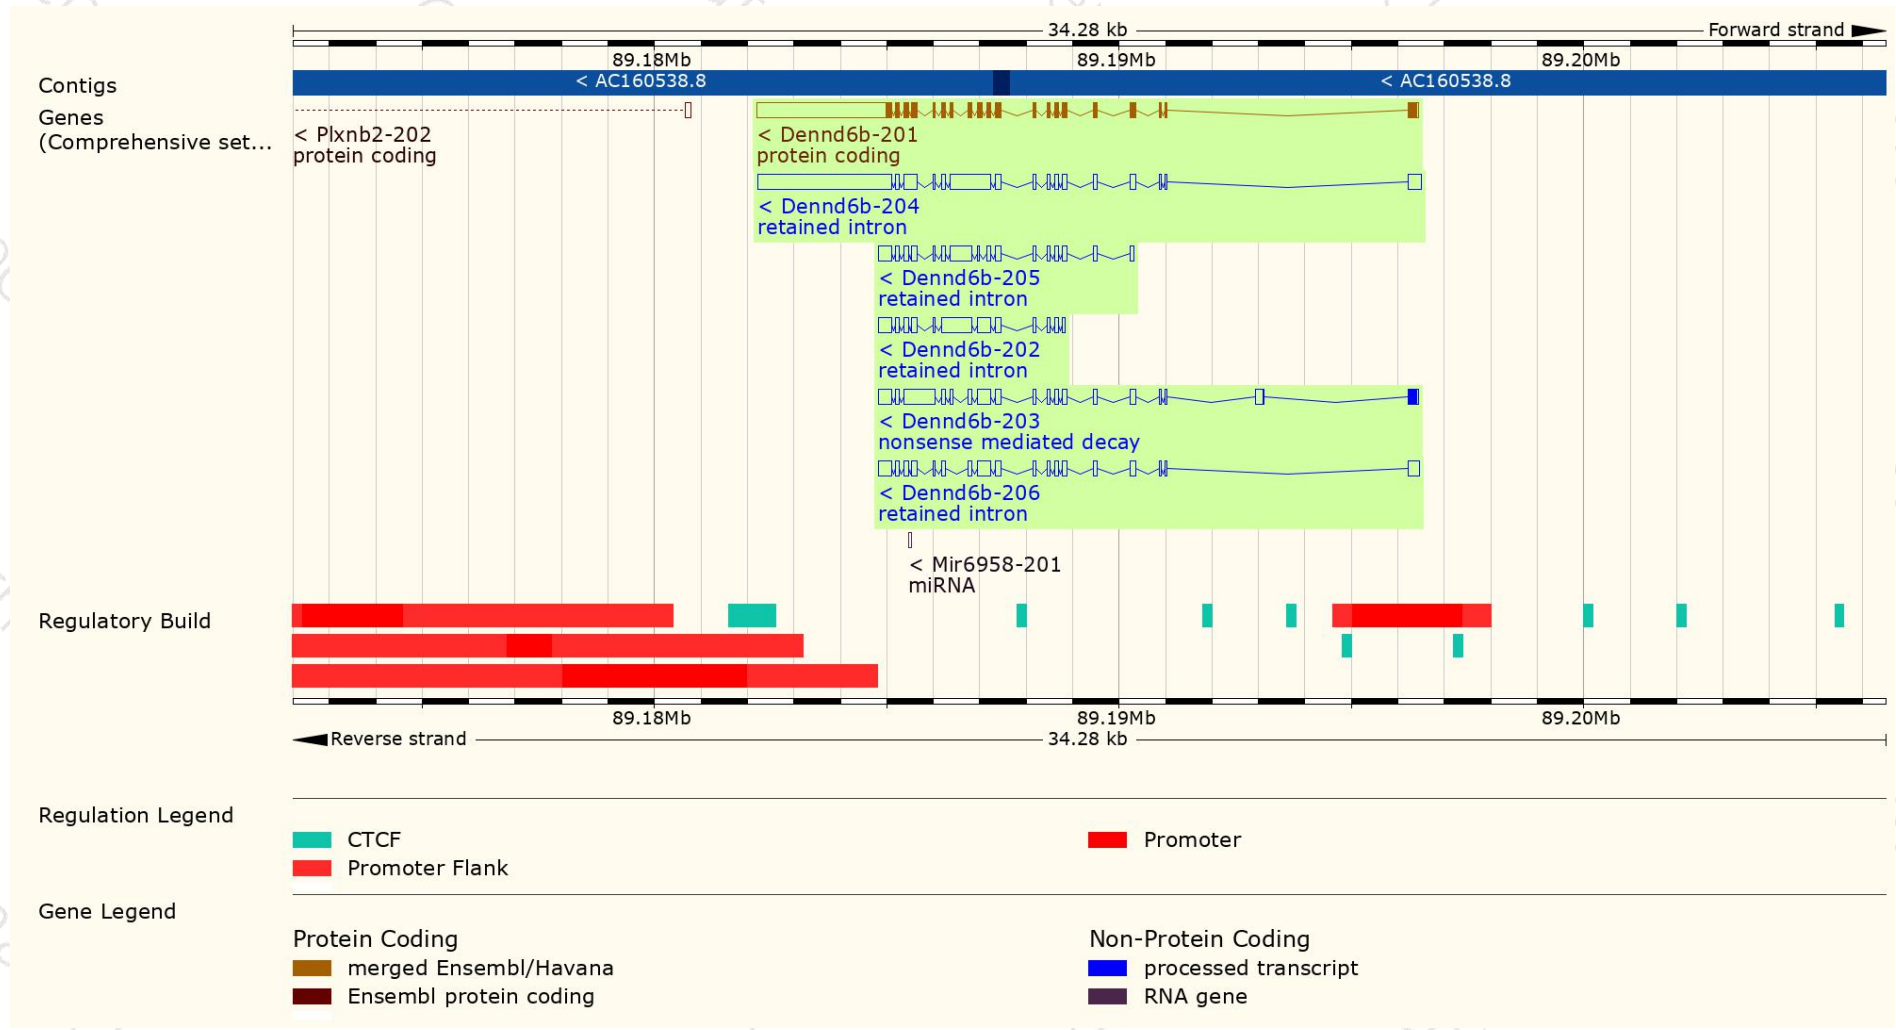 34.28 kb
Forward strand
89.18Mb 89.19Mb 89.20Mb
Contigs
< AC160538.8 < AC160538.8
Genes
(Comprehensive set...
< Plxnb2-202
protein coding
< Dennd6b-201
protein coding
< Dennd6b-204
retained intron
< Dennd6b-205
retained intron
< Dennd6b-202
retained intron
< Dennd6b-203
nonsense mediated decay
< Dennd6b-206
retained intron
< Mir6958-201
miRNA
Regulatory Build
89.18Mb 89.19Mb 89.20Mb
Reverse strand 34.28 kb
Regulation Legend
CTCF Promoter
Promoter Flank
Gene Legend
Protein Coding Non-Protein Coding
merged Ensembl/Havana processed transcript
Ensembl protein coding RNA gene